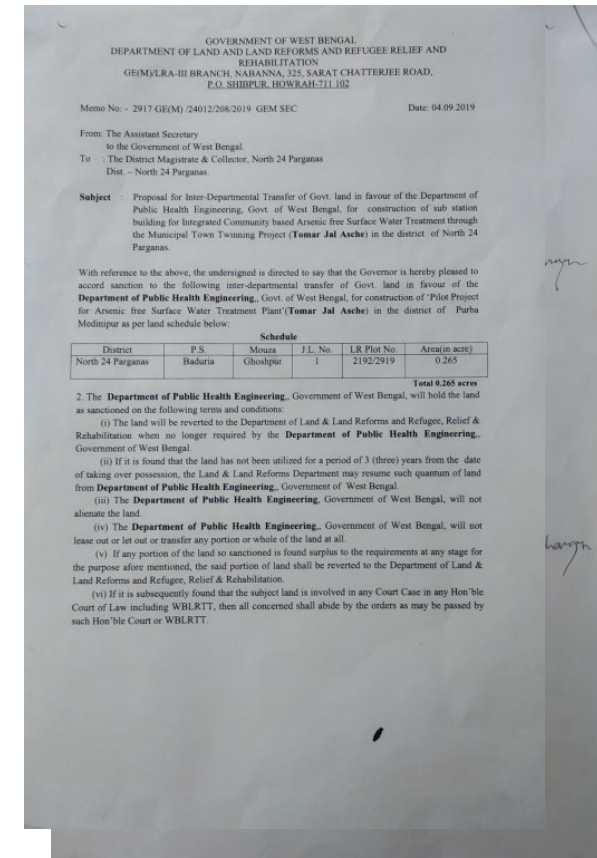 GOVERNMENT OF WEST BENGAL
DEPARTMENT OF LAND AND LAND REFORMS AND REFUGEE RELIEF AND
REHABILITATION
GE(M)/LRA-III BRANCH, NABANNA, 325, SARAT CHATTERJEE ROAD,
P.O. SHIBPUR, HOWRAH-711 102
Memo No: - 2917 GE(M) /24012/208/2019 GEM SEC Date: 04.09.2019
From: The Assistant Secretary
to the Government of West Bengal.
To : The District Magistrate & Collector, North 24 Parganas
Dist. – North 24 Parganas.
Subject : Proposal for Inter-Departmental Transfer of Govt. land in favour of the Department of
Public Health Engineering, Govt. of West Bengal, for construction of sub station
building for Integrated Community based Arsenic free Surface Water Treatment through
the Municipal Town Twinning Project (Tomar Jal Asche) in the district of North 24
Parganas.
With reference to the above, the undersigned is directed to say that the Governor is hereby pleased to
accord sanction to the following inter-departmental transfer of Govt. land in favour of the
Department of Public Health Engineering,, Govt. of West Bengal, for construction of ‘Pilot Project
for Arsenic free Surface Water Treatment Plant’(Tomar Jal Asche) in the district of Purba
Medinipur as per land schedule below:
Schedule
District P.S. Mouza J.L. No. LR Plot No. Area(in acre)
North 24 Parganas Baduria Ghoshpur 1 2192/2919 0.265
Total 0.265 acres
2. The Department of Public Health Engineering,, Government of West Bengal, will hold the land
as sanctioned on the following terms and conditions:
(i) The land will be reverted to the Department of Land & Land Reforms and Refugee, Relief &
Rehabilitation when no longer required by the Department of Public Health Engineering,,
Government of West Bengal.
(ii) If it is found that the land has not been utilized for a period of 3 (three) years from the date
of taking over possession, the Land & Land Reforms Department may resume such quantum of land
from Department of Public Health Engineering,, Government of West Bengal.
(iii) The Department of Public Health Engineering, Government of West Bengal, will not
alienate the land.
(iv) The Department of Public Health Engineering,, Government of West Bengal, will not
lease out or let out or transfer any portion or whole of the land at all.
(v) If any portion of the land so sanctioned is found surplus to the requirements at any stage for
the purpose afore mentioned, the said portion of land shall be reverted to the Department of Land &
Land Reforms and Refugee, Relief & Rehabilitation.
(vi) If it is subsequently found that the subject land is involved in any Court Case in any Hon’ble
Court of Law including WBLRTT, then all concerned shall abide by the orders as may be passed by
such Hon’ble Court or WBLRTT.